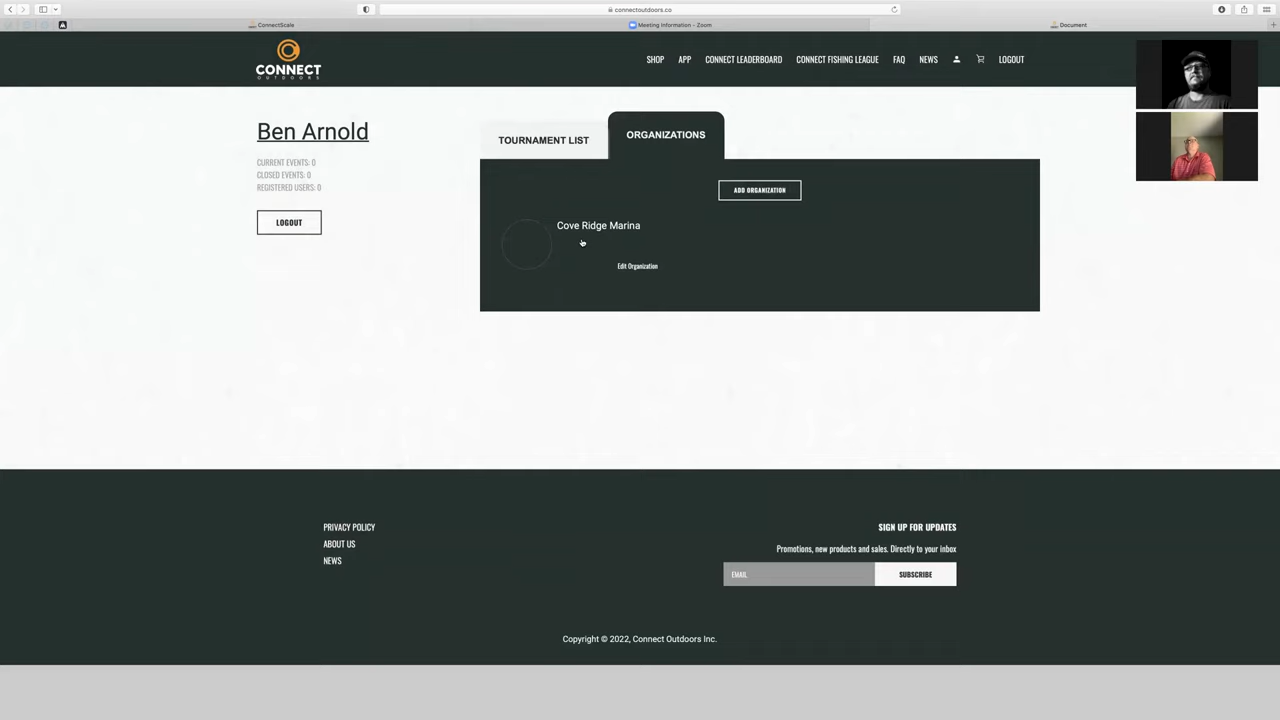 connectoutdoors.co
ConnectScale
Meeting Information - Zoom
Document
CONNECT
OUTDOORS
SHOP
APP
CONNECT LEADERBOARD
CONNECT FISHING LEAGUE
FAQ
NEWS
LOGOUT
Ben Arnold
CURRENT EVENTS: 0
CLOSED EVENTS: 0
REGISTERED USERS: 0
LOGOUT
TOURNAMENT LIST
ORGANIZATIONS
ADD ORGANIZATION
Cove Ridge Marina
Edit Organization
PRIVACY POLICY
ABOUT US
NEWS
SIGN UP FOR UPDATES
Promotions, new products and sales. Directly to your inbox
EMAIL
SUBSCRIBE
Copyright © 2022, Connect Outdoors Inc.